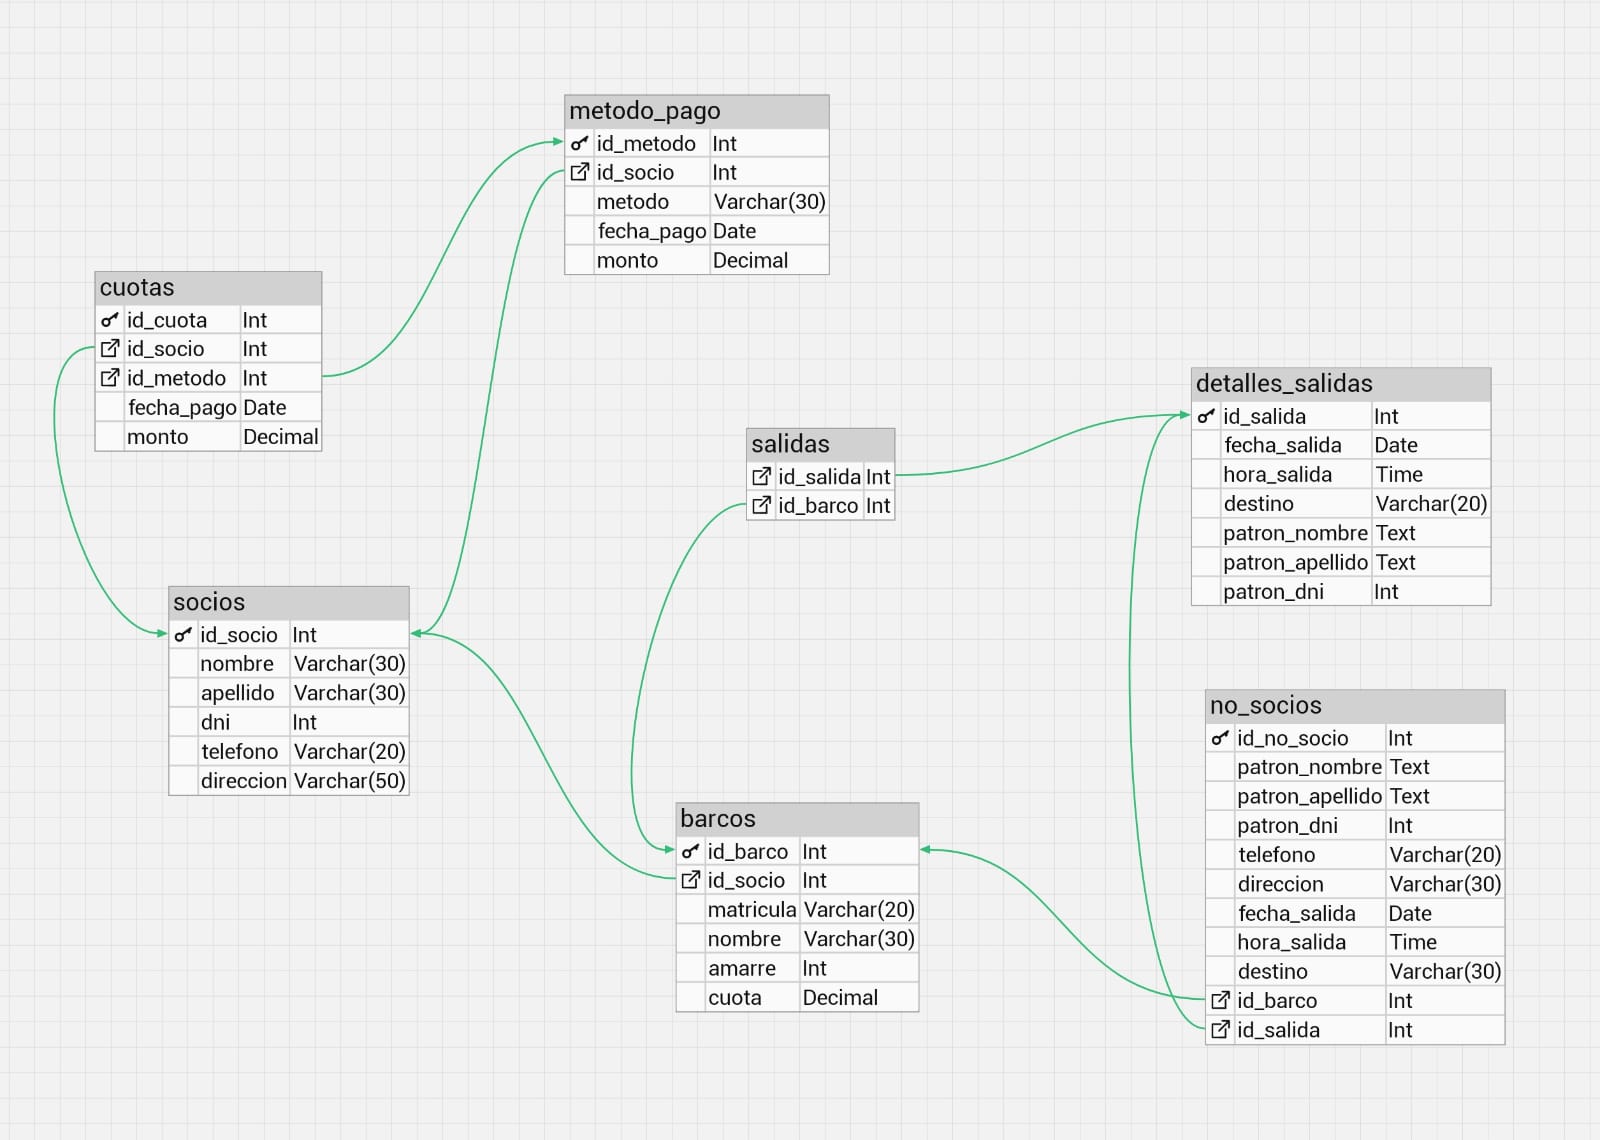 metodo_pago
id_metodo Int
id_socio Int
metodo Varchar(30)
fecha_pago Date
monto Decimal
cuotas
id_cuota Int
id_socio Int
id_metodo Int
fecha_pago Date
monto Decimal
detalles_salidas
id_salida Int
fecha_salida Date
hora_salida Time
destino Varchar(20)
patron_nombre Text
patron_apellido Text
patron_dni Int
salidas
id_salida Int
id_barco Int
socios
id_socio Int
nombre Varchar(30)
apellido Varchar(30)
dni Int
telefono Varchar(20)
direccion Varchar(50)
no_socios
id_no_socio Int
patron_nombre Text
patron_apellido Text
patron_dni Int
telefono Varchar(20)
direccion Varchar(30)
fecha_salida Date
hora_salida Time
destino Varchar(30)
id_barco Int
id_salida Int
barcos
id_barco Int
id_socio Int
matricula Varchar(20)
nombre Varchar(30)
amarre Int
cuota Decimal